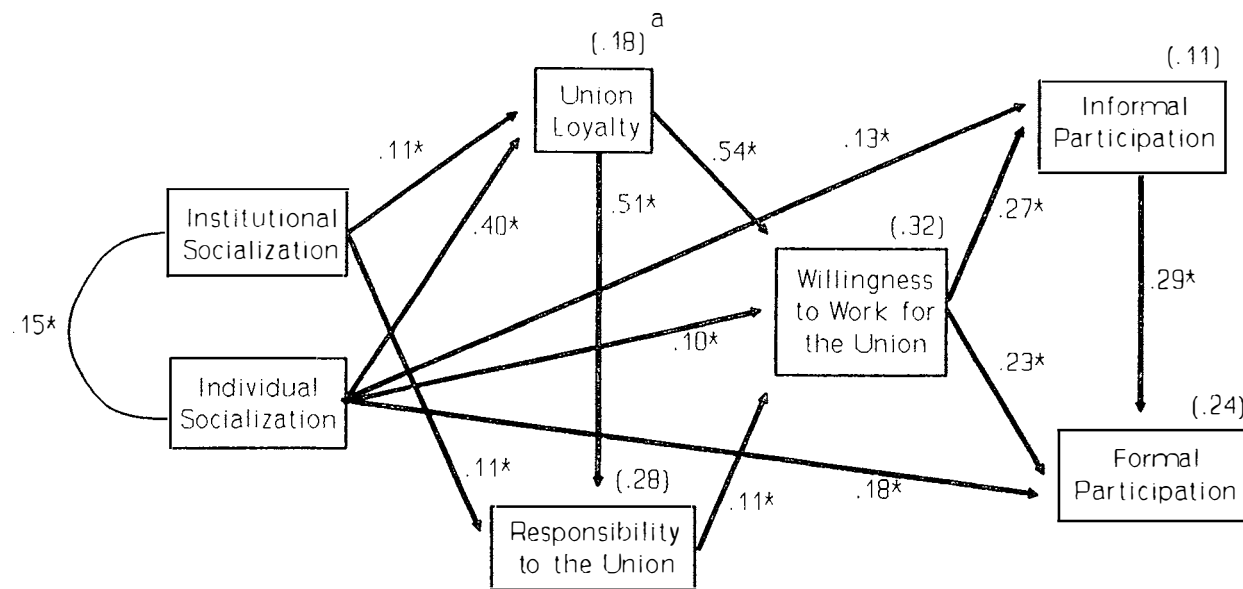 a
(.18)
(.11)
Union
Loyalty
Informal
Participation
.11*
.54*
.13*
.51*
.40*
.27*
Institutional
Socialization
(.32)
Willingness
to Work for
the Union
.29*
.15*
.10*
.23*
Individual
Socialization
(.24)
.11*
(.28)
.11*
.18*
Formal
Participation
Responsibility
to the Union